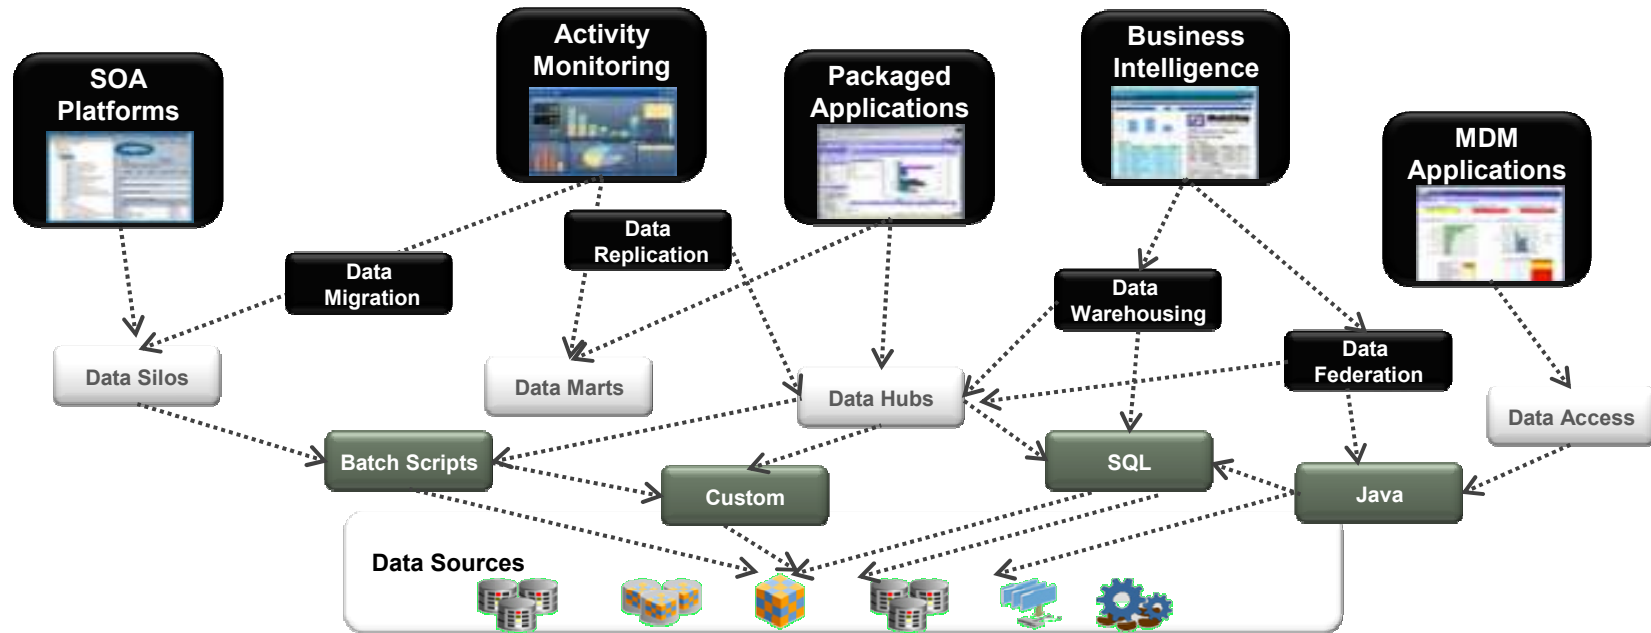 SOA
Platforms
Activity
Monitoring
Packaged
Applications
Business
Intelligence
MDM
Applications
Data
Migration
Data
Replication
Data
Warehousing
Data
Federation
Data Silos
Data Marts
Data Hubs
Data Access
Batch Scripts
Custom
SQL
Java
Data Sources